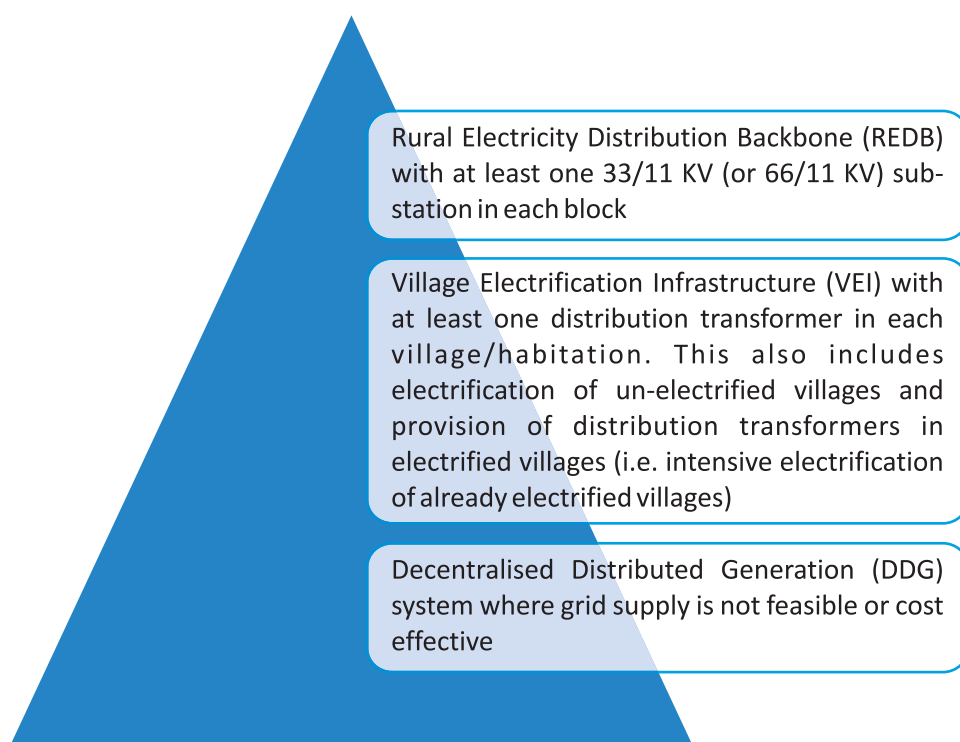 Rural Electricity Distribution Backbone (REDB)
with at least one 33/11 KV (or 66/11 KV) sub-
station in each block
Village Electrification Infrastructure (VEI) with
at least one distribution transformer in each
village/habitation. This also includes
electrification of un-electrified villages and
provision of distribution transformers in
electrified villages (i.e. intensive electrification
of already electrified villages)
Decentralised Distributed Generation (DDG)
system where grid supply is not feasible or cost
effective